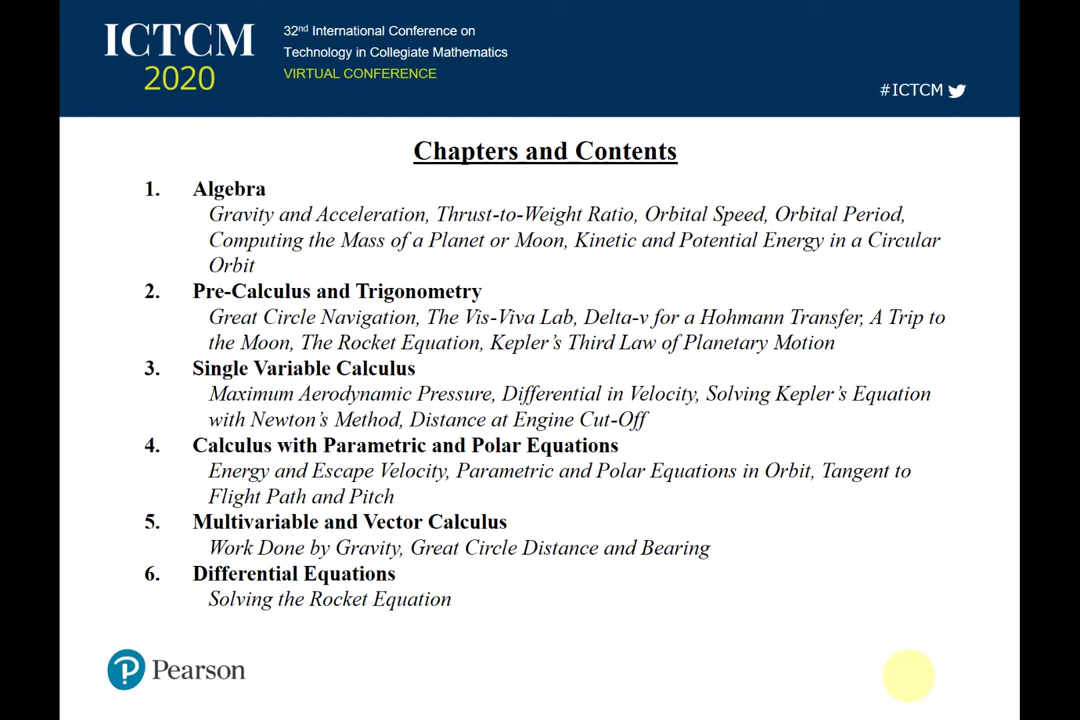 ICTCM
2020
32nd International Conference on
Technology in Collegiate Mathematics
VIRTUAL CONFERENCE
#ICTCM
Chapters and Contents
1. Algebra
Gravity and Acceleration, Thrust-to-Weight Ratio, Orbital Speed, Orbital Period,
Computing the Mass of a Planet or Moon, Kinetic and Potential Energy in a Circular
Orbit
2. Pre-Calculus and Trigonometry
Great Circle Navigation, The Vis-Viva Lab, Delta-v for a Hohmann Transfer, A Trip to
the Moon, The Rocket Equation, Kepler's Third Law of Planetary Motion
3. Single Variable Calculus
Maximum Aerodynamic Pressure, Differential in Velocity, Solving Kepler's Equation
with Newton's Method, Distance at Engine Cut-Off
4. Calculus with Parametric and Polar Equations
Energy and Escape Velocity, Parametric and Polar Equations in Orbit, Tangent to
Flight Path and Pitch
5. Multivariable and Vector Calculus
Work Done by Gravity, Great Circle Distance and Bearing
6. Differential Equations
Solving the Rocket Equation
Pearson